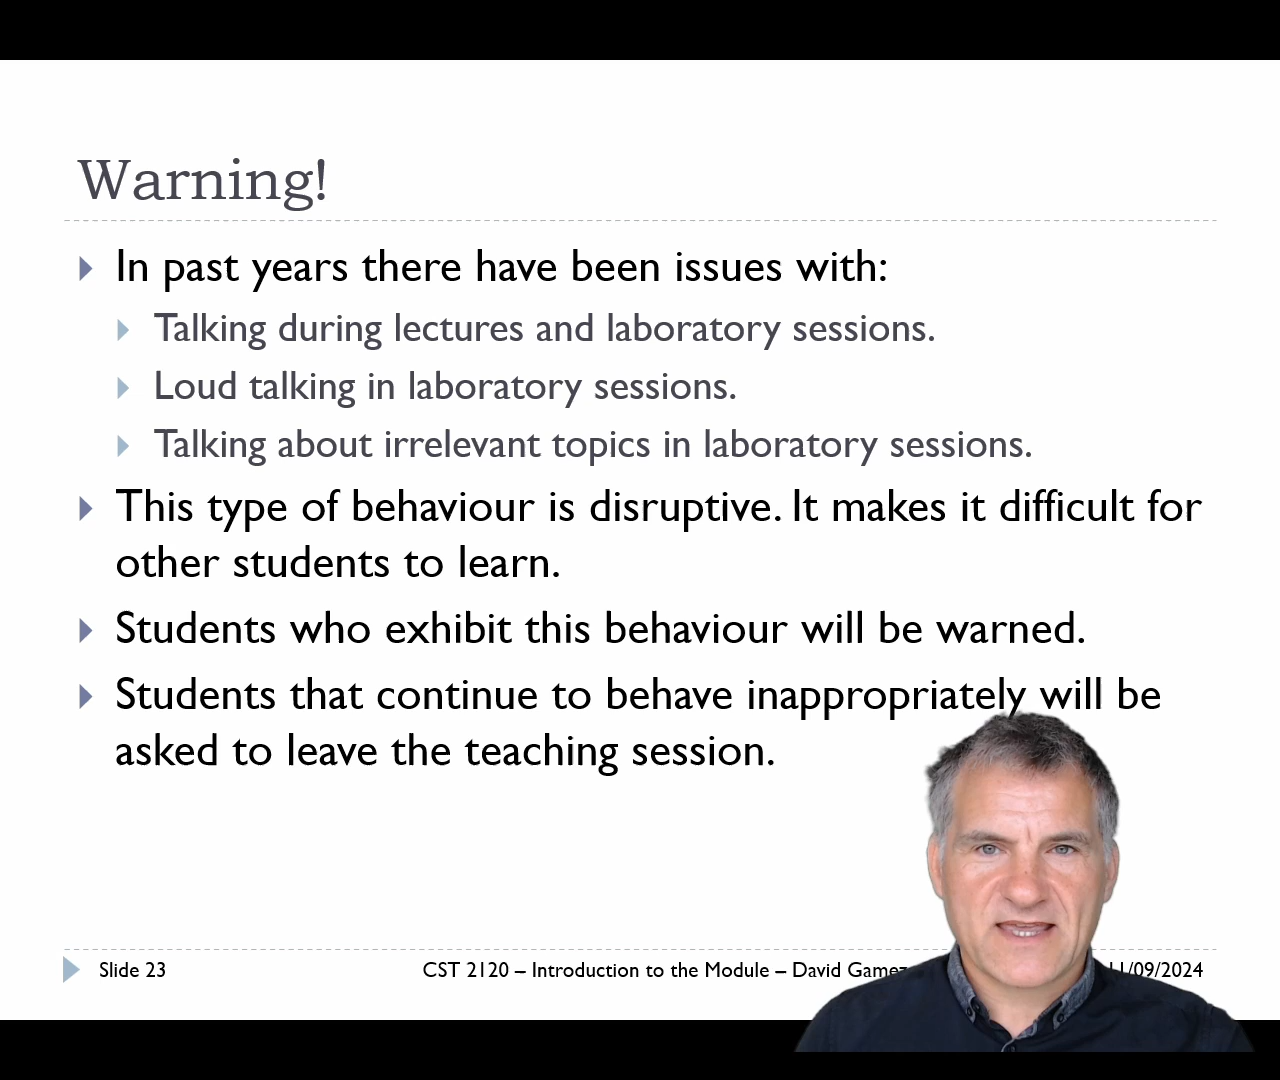 Warning!
In past years there have been issues with:
Talking during lectures and laboratory sessions.
Loud talking in laboratory sessions.
Talking about irrelevant topics in laboratory sessions.
This type of behaviour is disruptive. It makes it difficult for
other students to learn.
Students who exhibit this behaviour will be warned.
Students that continue to behave inappropriately will be
asked to leave the teaching session.
Slide 23
CST 2120 – Introduction to the Module – David Gamez
11/09/2024